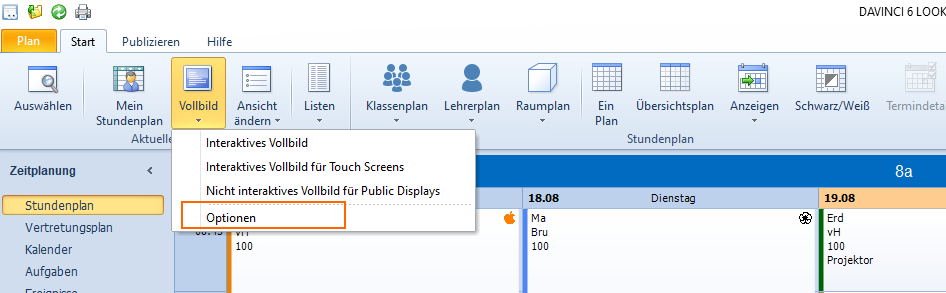 DAVINCI 6 LOOK
Plan Start Publizieren Hilfe
Auswählen
Mein
Stundenplan
Vollbild
Ansicht
ändern
Listen
Klassenplan
Lehrerplan
Raumplan
Ein
Plan
Übersichtsplan
Anzeigen
Schwarz/Weiß
Termindeta
Aktuelle
Stundenplan
Interaktives Vollbild
Interaktives Vollbild für Touch Screens
Nicht interaktives Vollbild für Public Displays
Optionen
Zeitplanung
Stundenplan
Vertretungsplan
Kalender
Aufgaben
Ereignisse
8a
18.08 Dienstag
19.08
vH
100
Ma
Bru
100
Erd
vH
100
Projektor